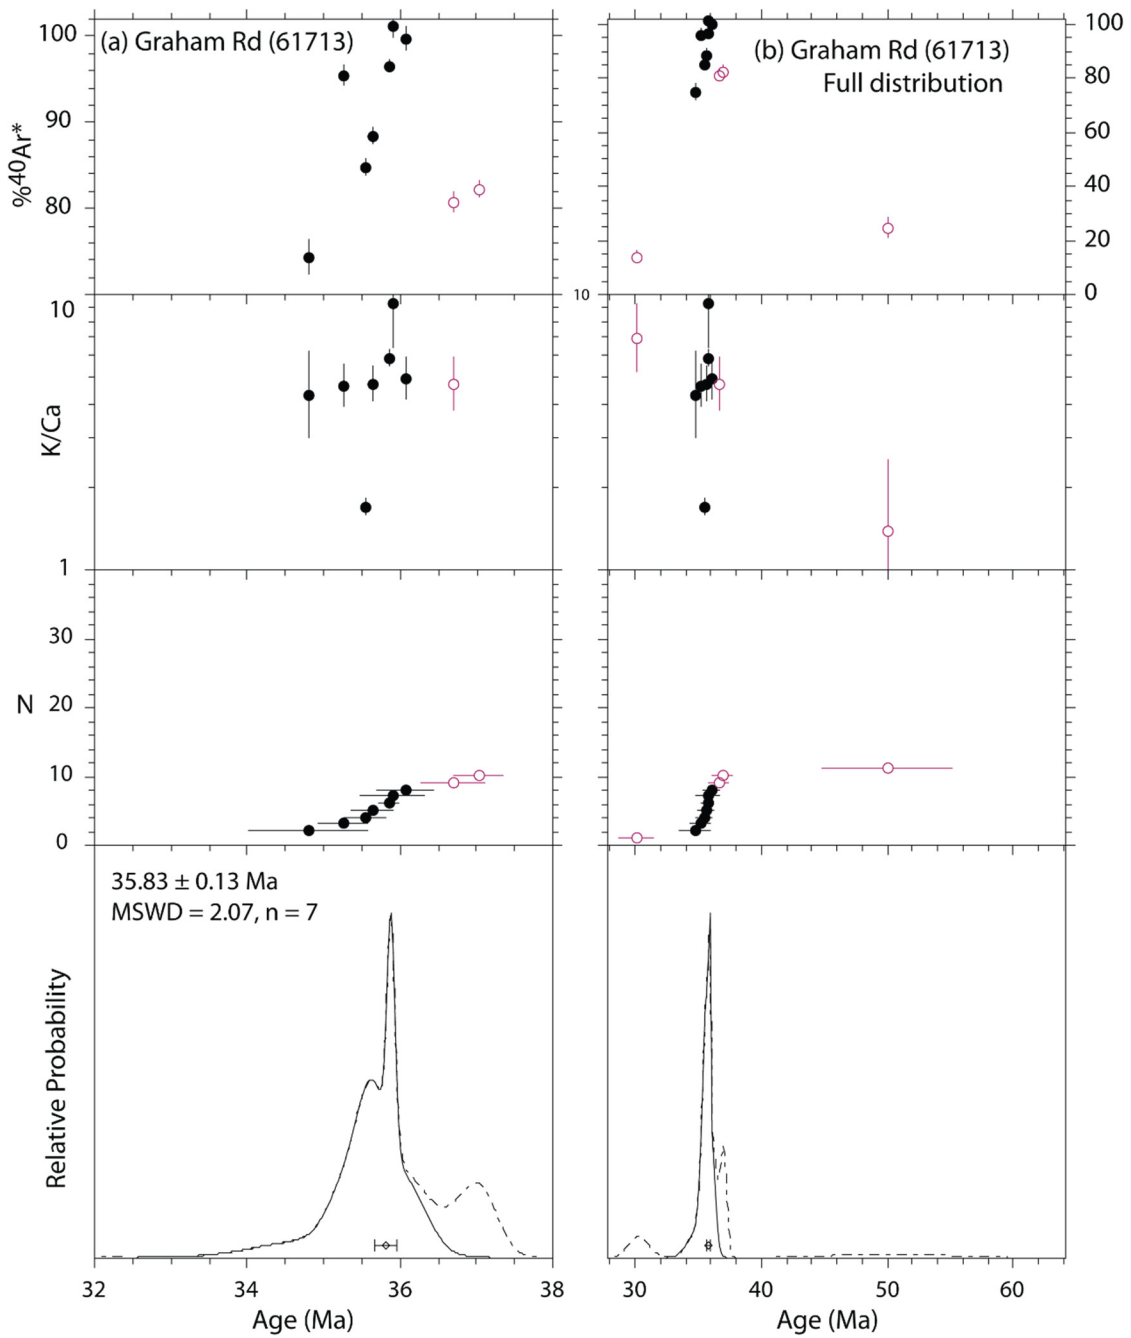 (a) Graham Rd (61713)
100
90
80
%⁴⁰Ar*
10
K/Ca
1
30
20
N
10
0
35.83 ± 0.13 Ma
MSWD = 2.07, n = 7
Relative Probability
32 34 36 38
Age (Ma)
(b) Graham Rd (61713)
Full distribution
100
80
60
40
20
0
10
30 40 50 60
Age (Ma)